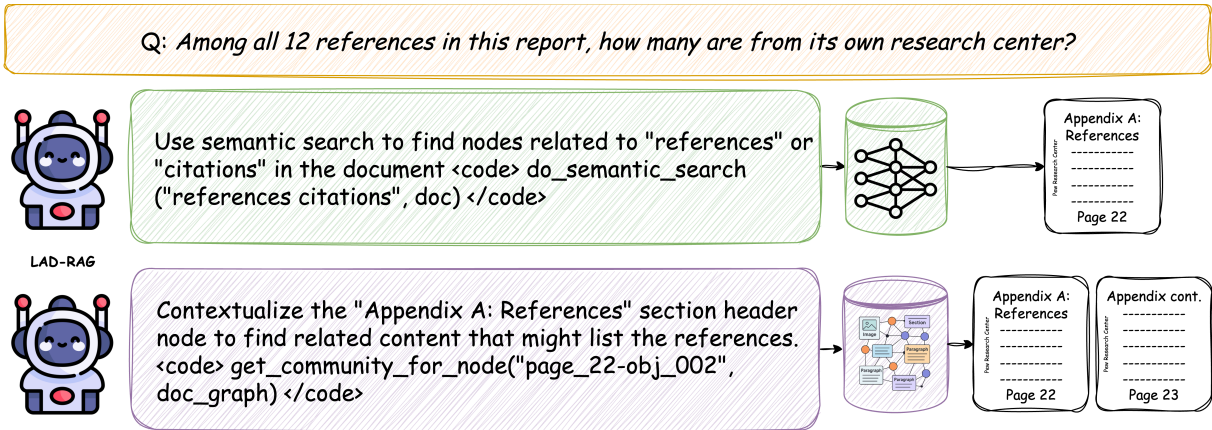 Q: Among all 12 references in this report, how many are from its own research center?
Use semantic search to find nodes related to "references" or
"citations" in the document <code> do_semantic_search
("references citations", doc) </code>
Appendix A:
References
Pew Research Center
Page 22
LAD-RAG
Contextualize the "Appendix A: References" section header
node to find related content that might list the references.
<code> get_community_for_node("page_22-obj_002",
doc_graph) </code>
Image
Section
Paragraph
Paragraph
Paragraph
Appendix A:
References
Pew Research Center
Page 22
Appendix cont.
Pew Research Center
Page 23